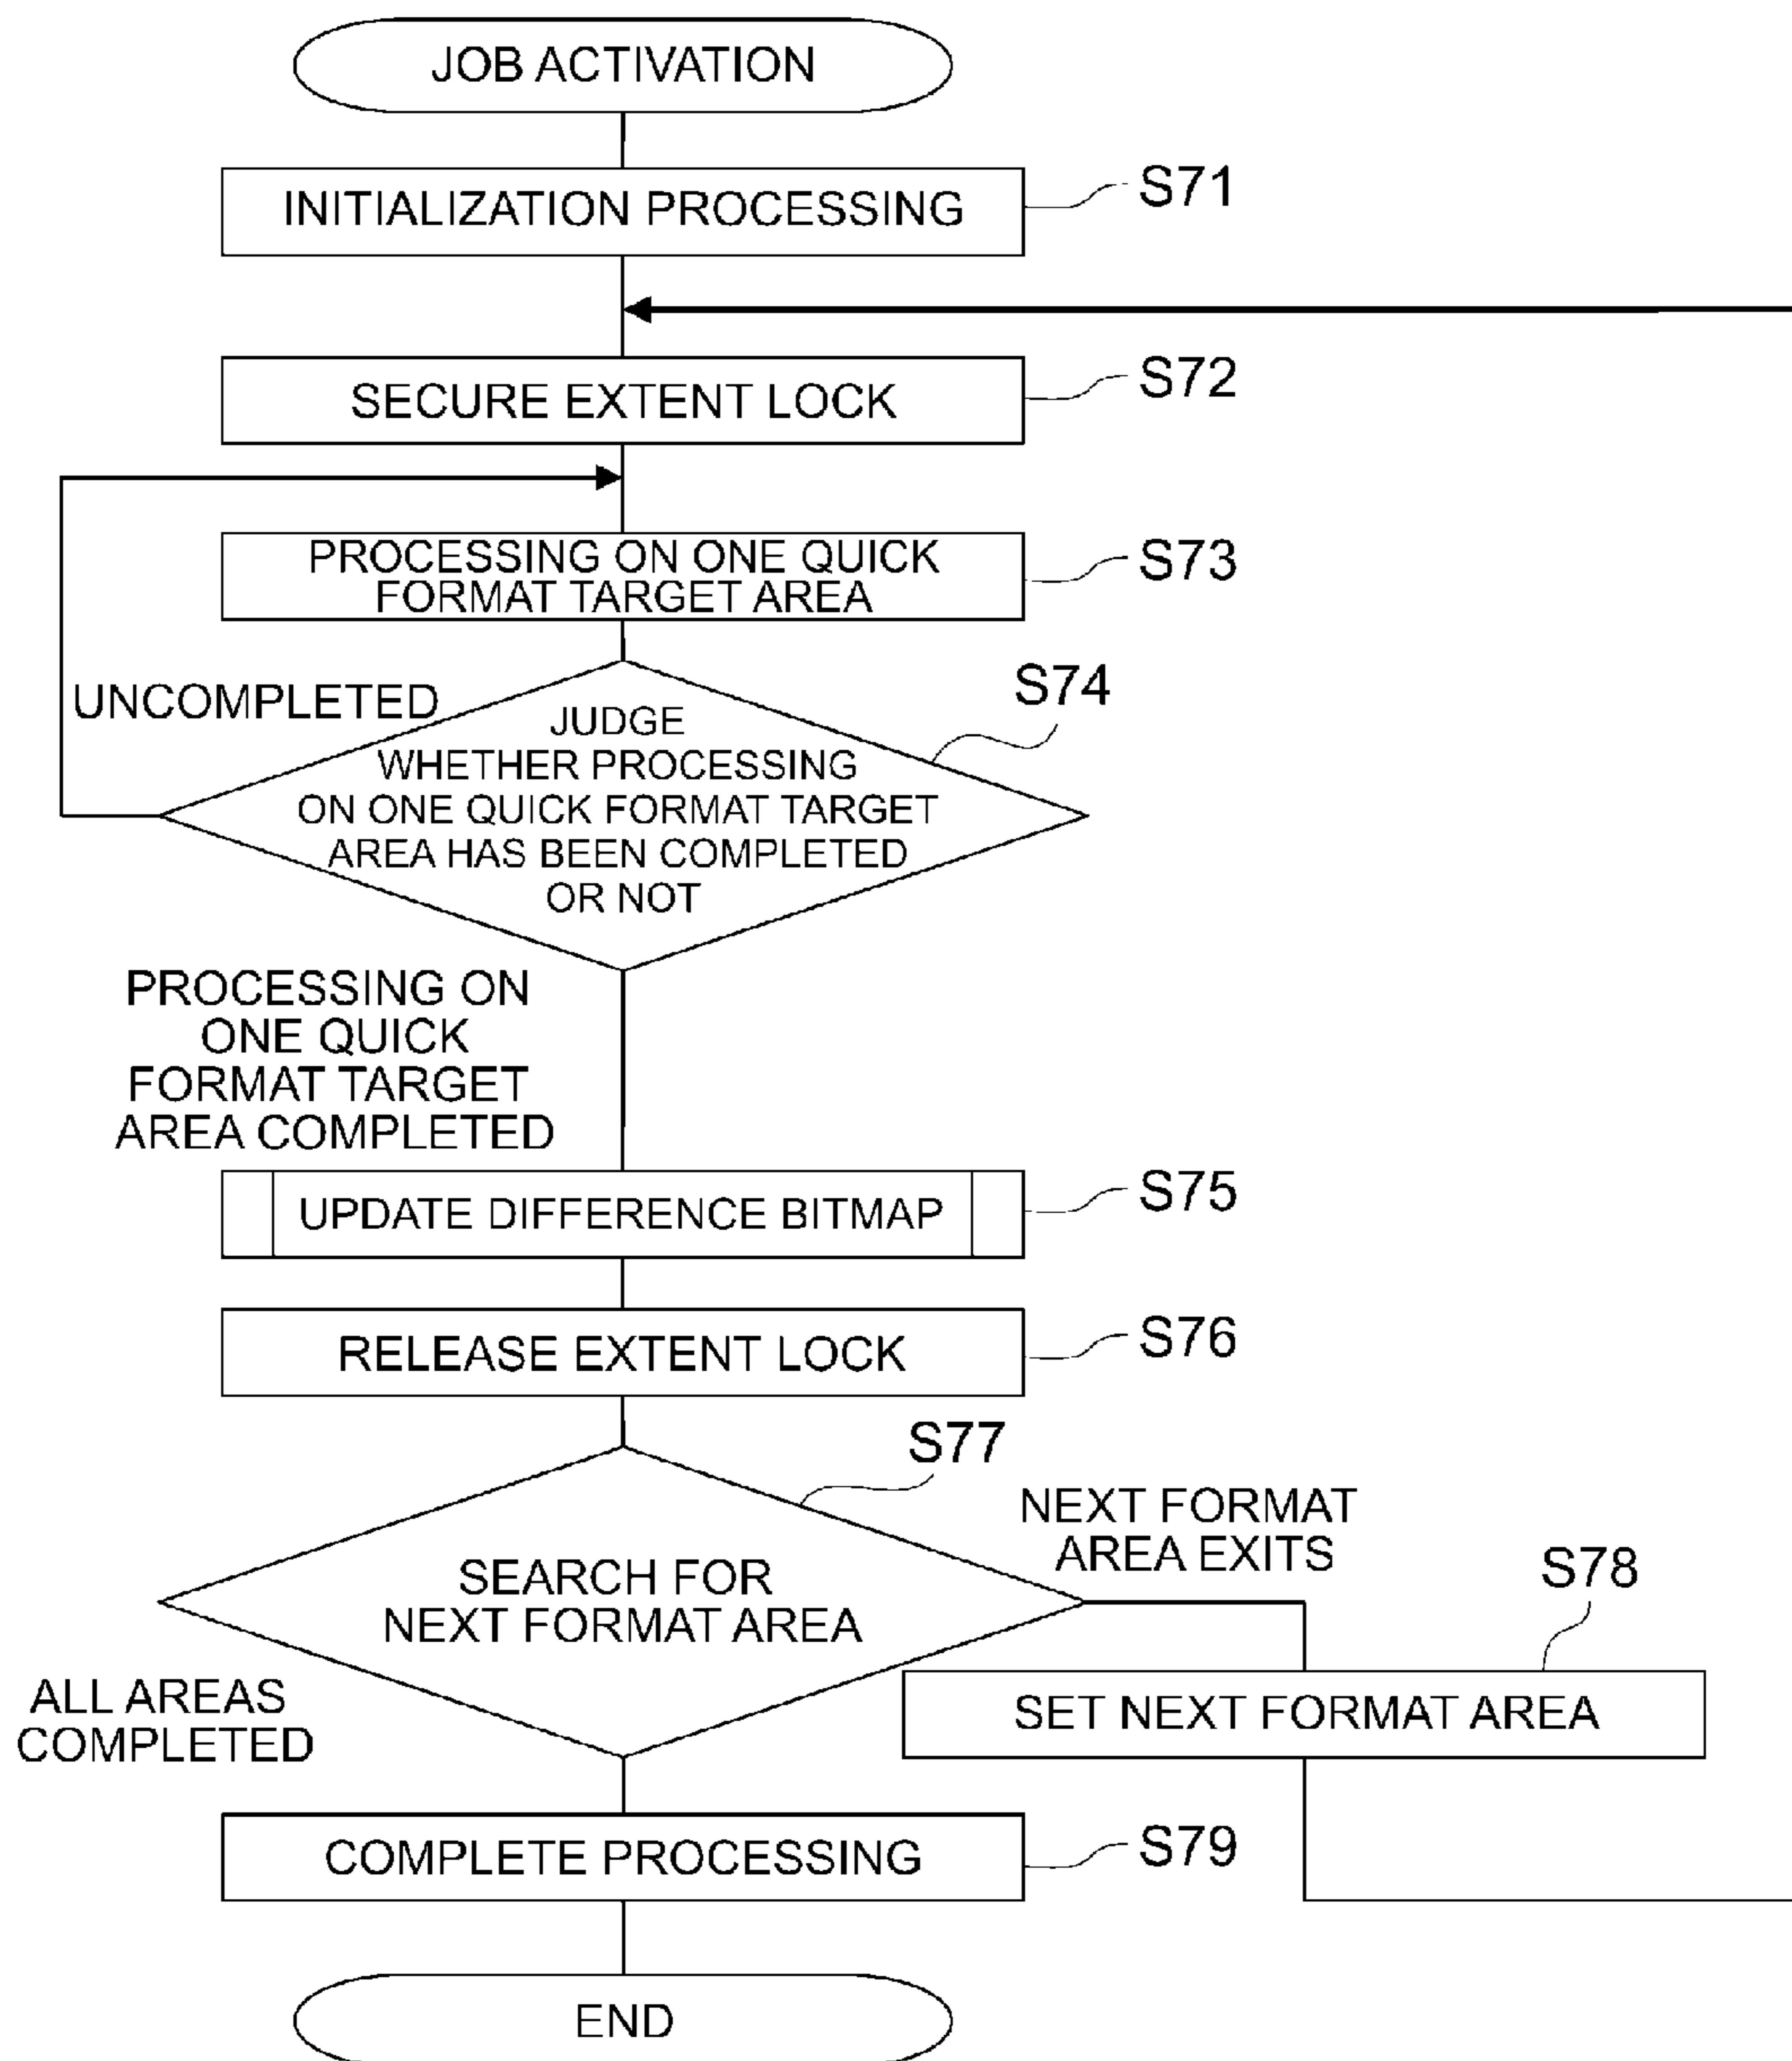 JOB ACTIVATION
INITIALIZATION PROCESSING
S71
SECURE EXTENT LOCK
S72
PROCESSING ON ONE QUICK
FORMAT TARGET AREA
S73
UNCOMPLETED
S74
JUDGE
WHETHER PROCESSING
ON ONE QUICK FORMAT TARGET
AREA HAS BEEN COMPLETED
OR NOT
PROCESSING ON
ONE QUICK
FORMAT TARGET
AREA COMPLETED
UPDATE DIFFERENCE BITMAP
S75
RELEASE EXTENT LOCK
S76
S77
SEARCH FOR
NEXT FORMAT AREA
NEXT FORMAT
AREA EXITS
S78
SET NEXT FORMAT AREA
ALL AREAS
COMPLETED
COMPLETE PROCESSING
S79
END